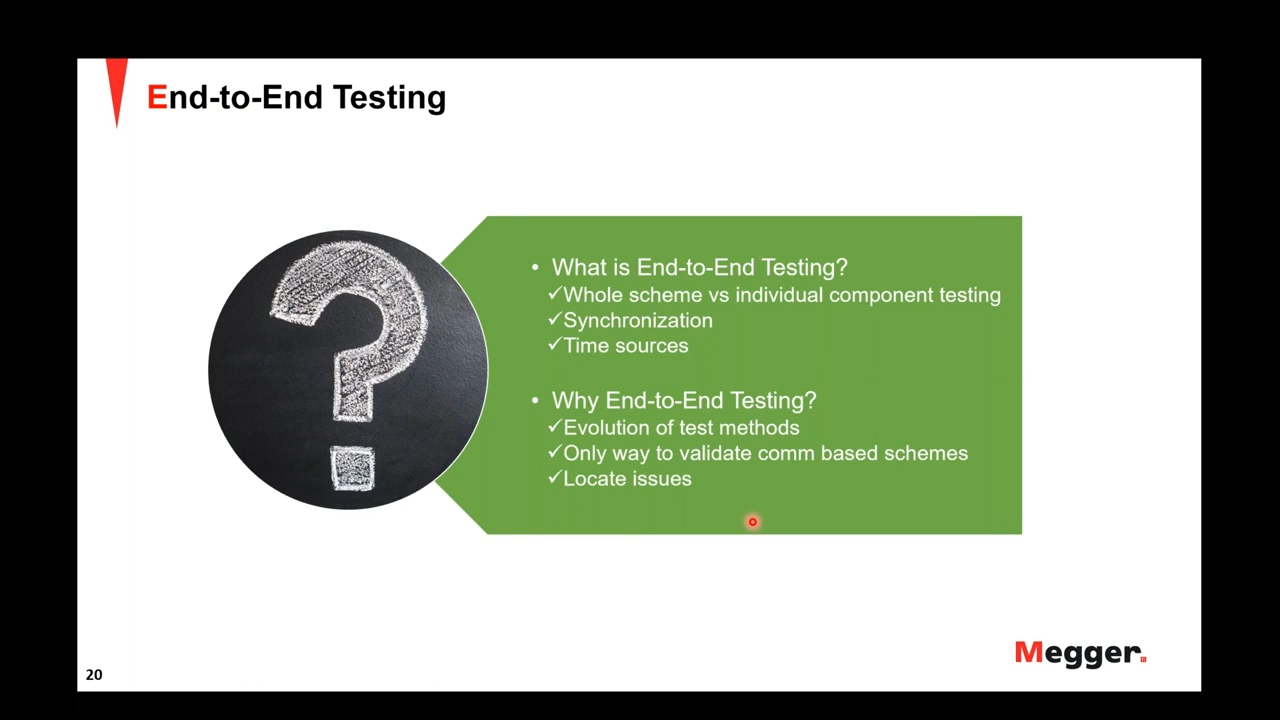 End-to-End Testing
• What is End-to-End Testing?
✓Whole scheme vs individual component testing
✓Synchronization
✓Time sources
• Why End-to-End Testing?
✓Evolution of test methods
✓Only way to validate comm based schemes
✓Locate issues
Megger.
20